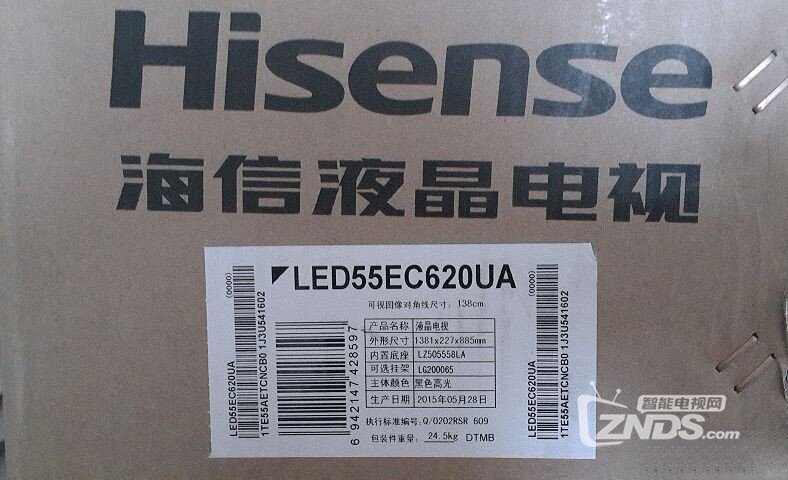 Hisense
海信液晶电视
LED55EC620UA
可视图像对角线尺寸: 138cm
产品名称 液晶电视
外形尺寸 1381x227x885mm
内置底座 LZ505558LA
可选挂架 LG200065
主体颜色 黑色高光
生产日期 2015年05月28日
执行标准编号: Q/0202RSR 609
包装件重量: 24.5kg DTMB
6 942147 428597
(0000)
LED55EC620UA
1TE55AETCNCB0 1J3U541602
(0000)
LED55EC620UA
1TE55AETCNCB0 1J3U541602
智能电视网
ZNDS.com